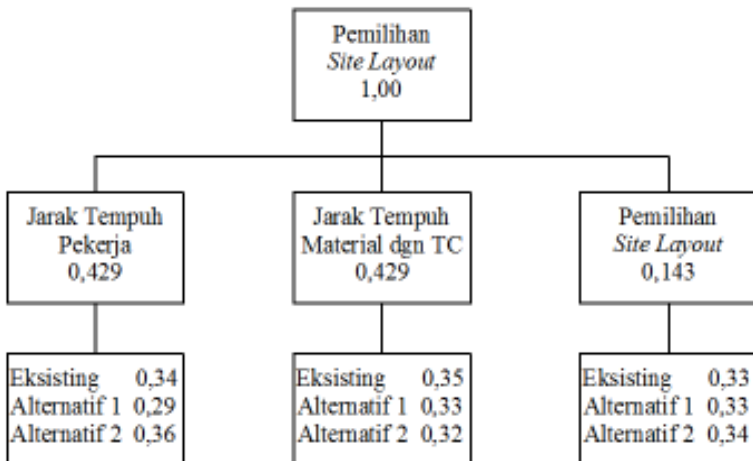 Pemilihan
Site Layout
1,00
Jarak Tempuh
Pekerja
0,429
Jarak Tempuh
Material dgn TC
0,429
Pemilihan
Site Layout
0,143
Eksisting 0,34
Alternatif 1 0,29
Alternatif 2 0,36
Eksisting 0,35
Alternatif 1 0,33
Alternatif 2 0,32
Eksisting 0,33
Alternatif 1 0,33
Alternatif 2 0,34